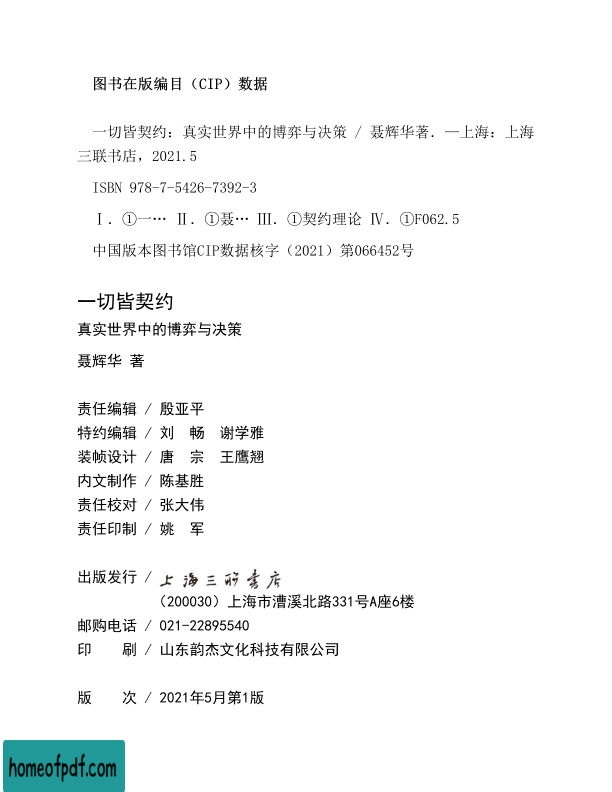 图书在版编目（CIP）数据
一切皆契约：真实世界中的博弈与决策 / 聂辉华著. —上海：上海
三联书店，2021.5
ISBN 978-7-5426-7392-3
Ⅰ. ①一… Ⅱ. ①聂… Ⅲ. ①契约理论 Ⅳ. ①F062.5
中国版本图书馆CIP数据核字（2021）第066452号
一切皆契约
真实世界中的博弈与决策
聂辉华 著
责任编辑 / 殷亚平
特约编辑 / 刘　畅　谢学雅
装帧设计 / 唐　宗　王鹰翘
内文制作 / 陈基胜
责任校对 / 张大伟
责任印制 / 姚　军
出版发行 / 上海三联书店
（200030）上海市漕溪北路331号A座6楼
邮购电话 / 021-22895540
印　　刷 / 山东韵杰文化科技有限公司
版　　次 / 2021年5月第1版
homeofpdf.com